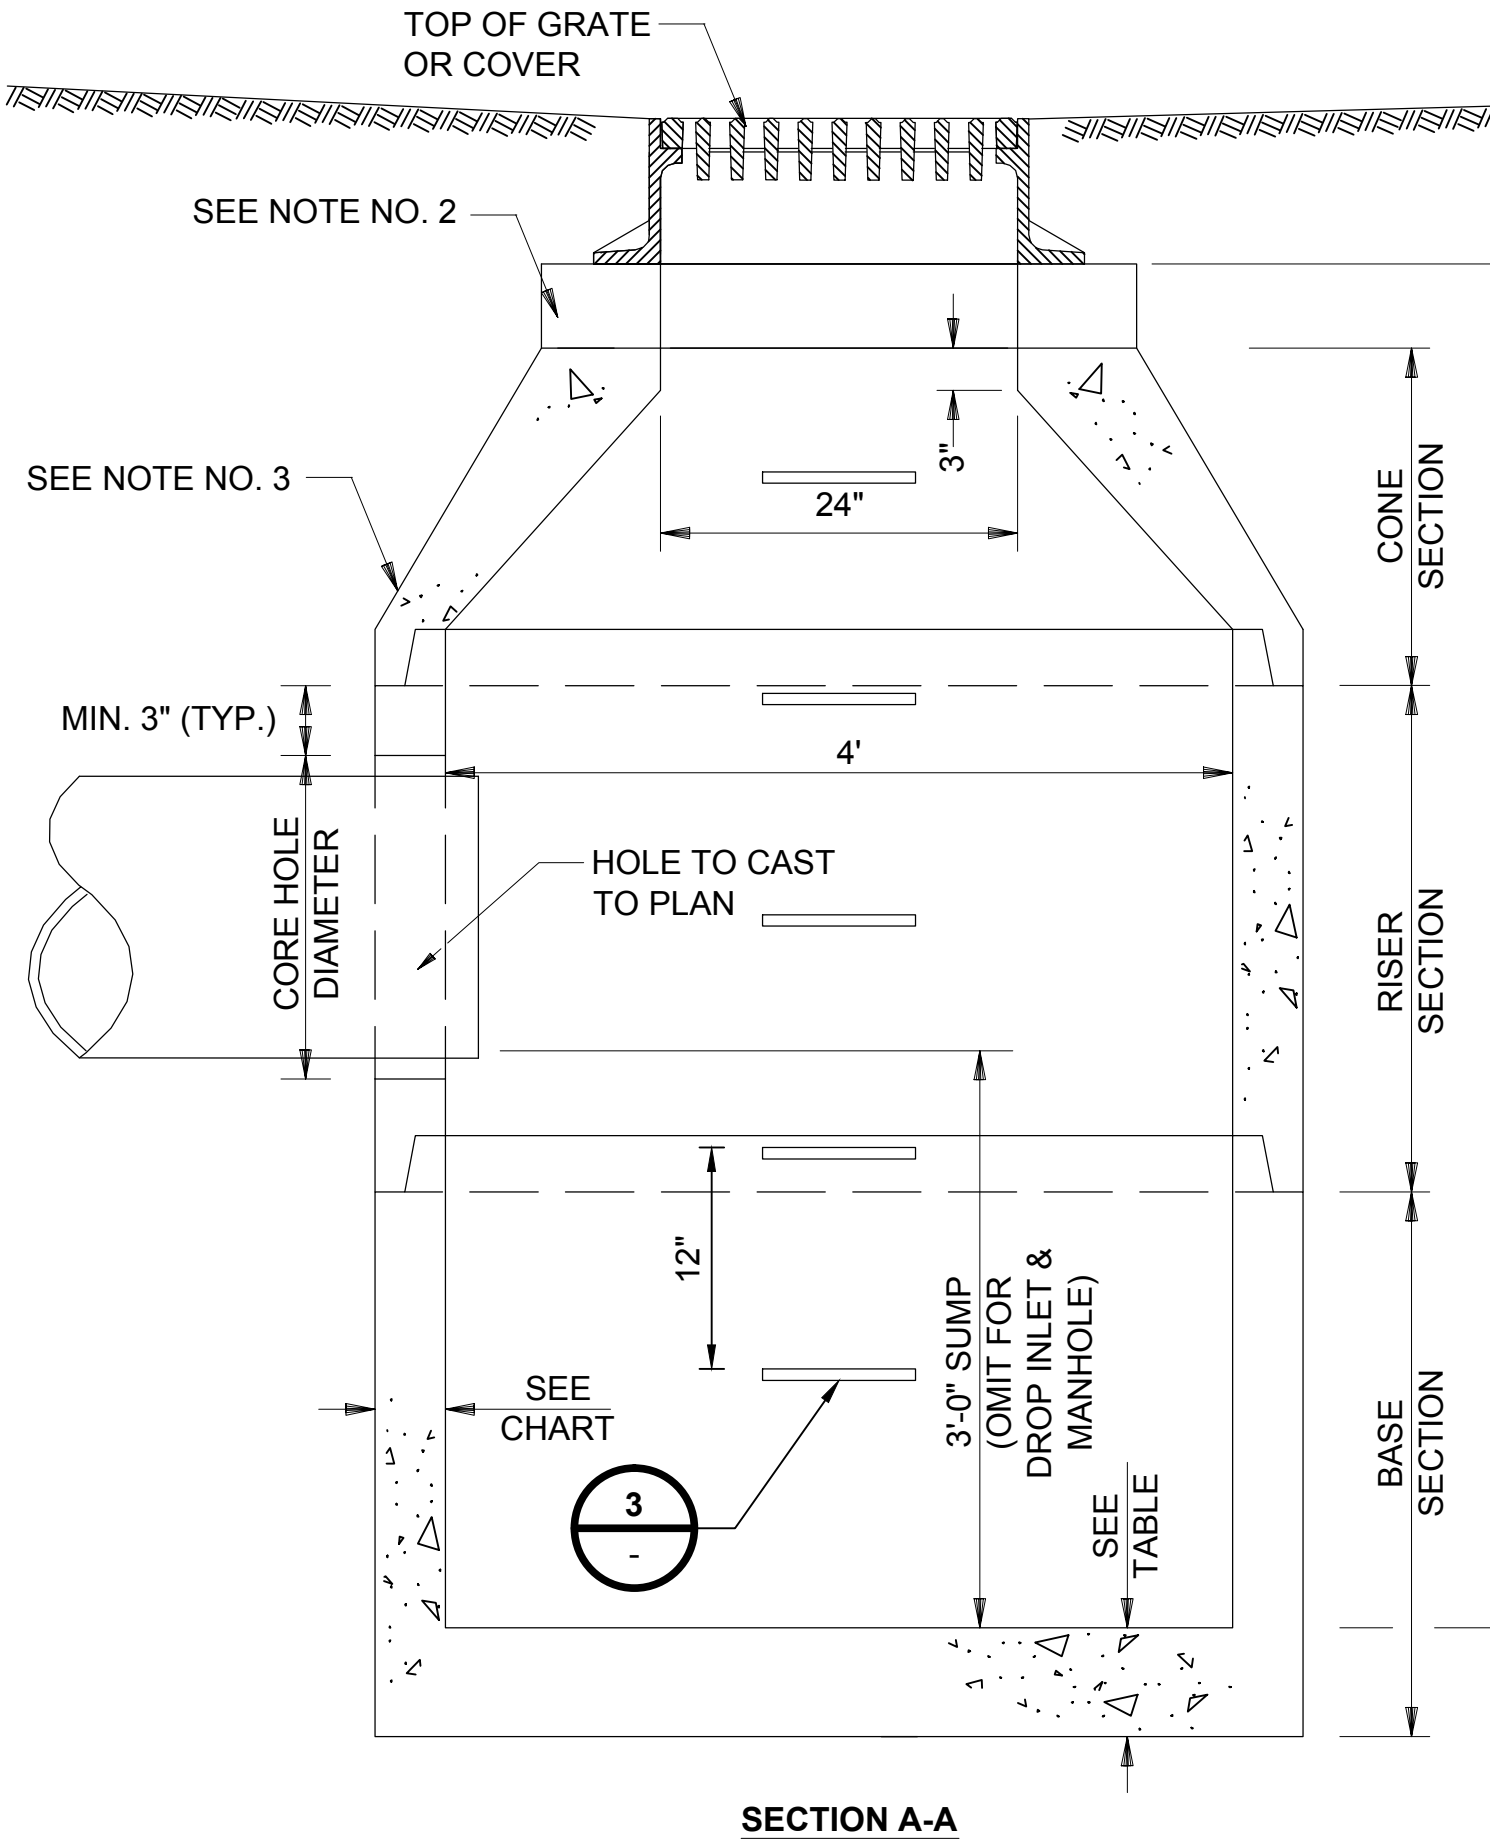 TOP OF GRATE
OR COVER
SEE NOTE NO. 2
SEE NOTE NO. 3
3"
24"
CONE
SECTION
MIN. 3" (TYP.)
4'
CORE HOLE
DIAMETER
HOLE TO CAST
TO PLAN
RISER
SECTION
12"
3'-0" SUMP
(OMIT FOR
DROP INLET &
MANHOLE)
SEE
CHART
3
-
SEE
TABLE
BASE
SECTION
SECTION A-A